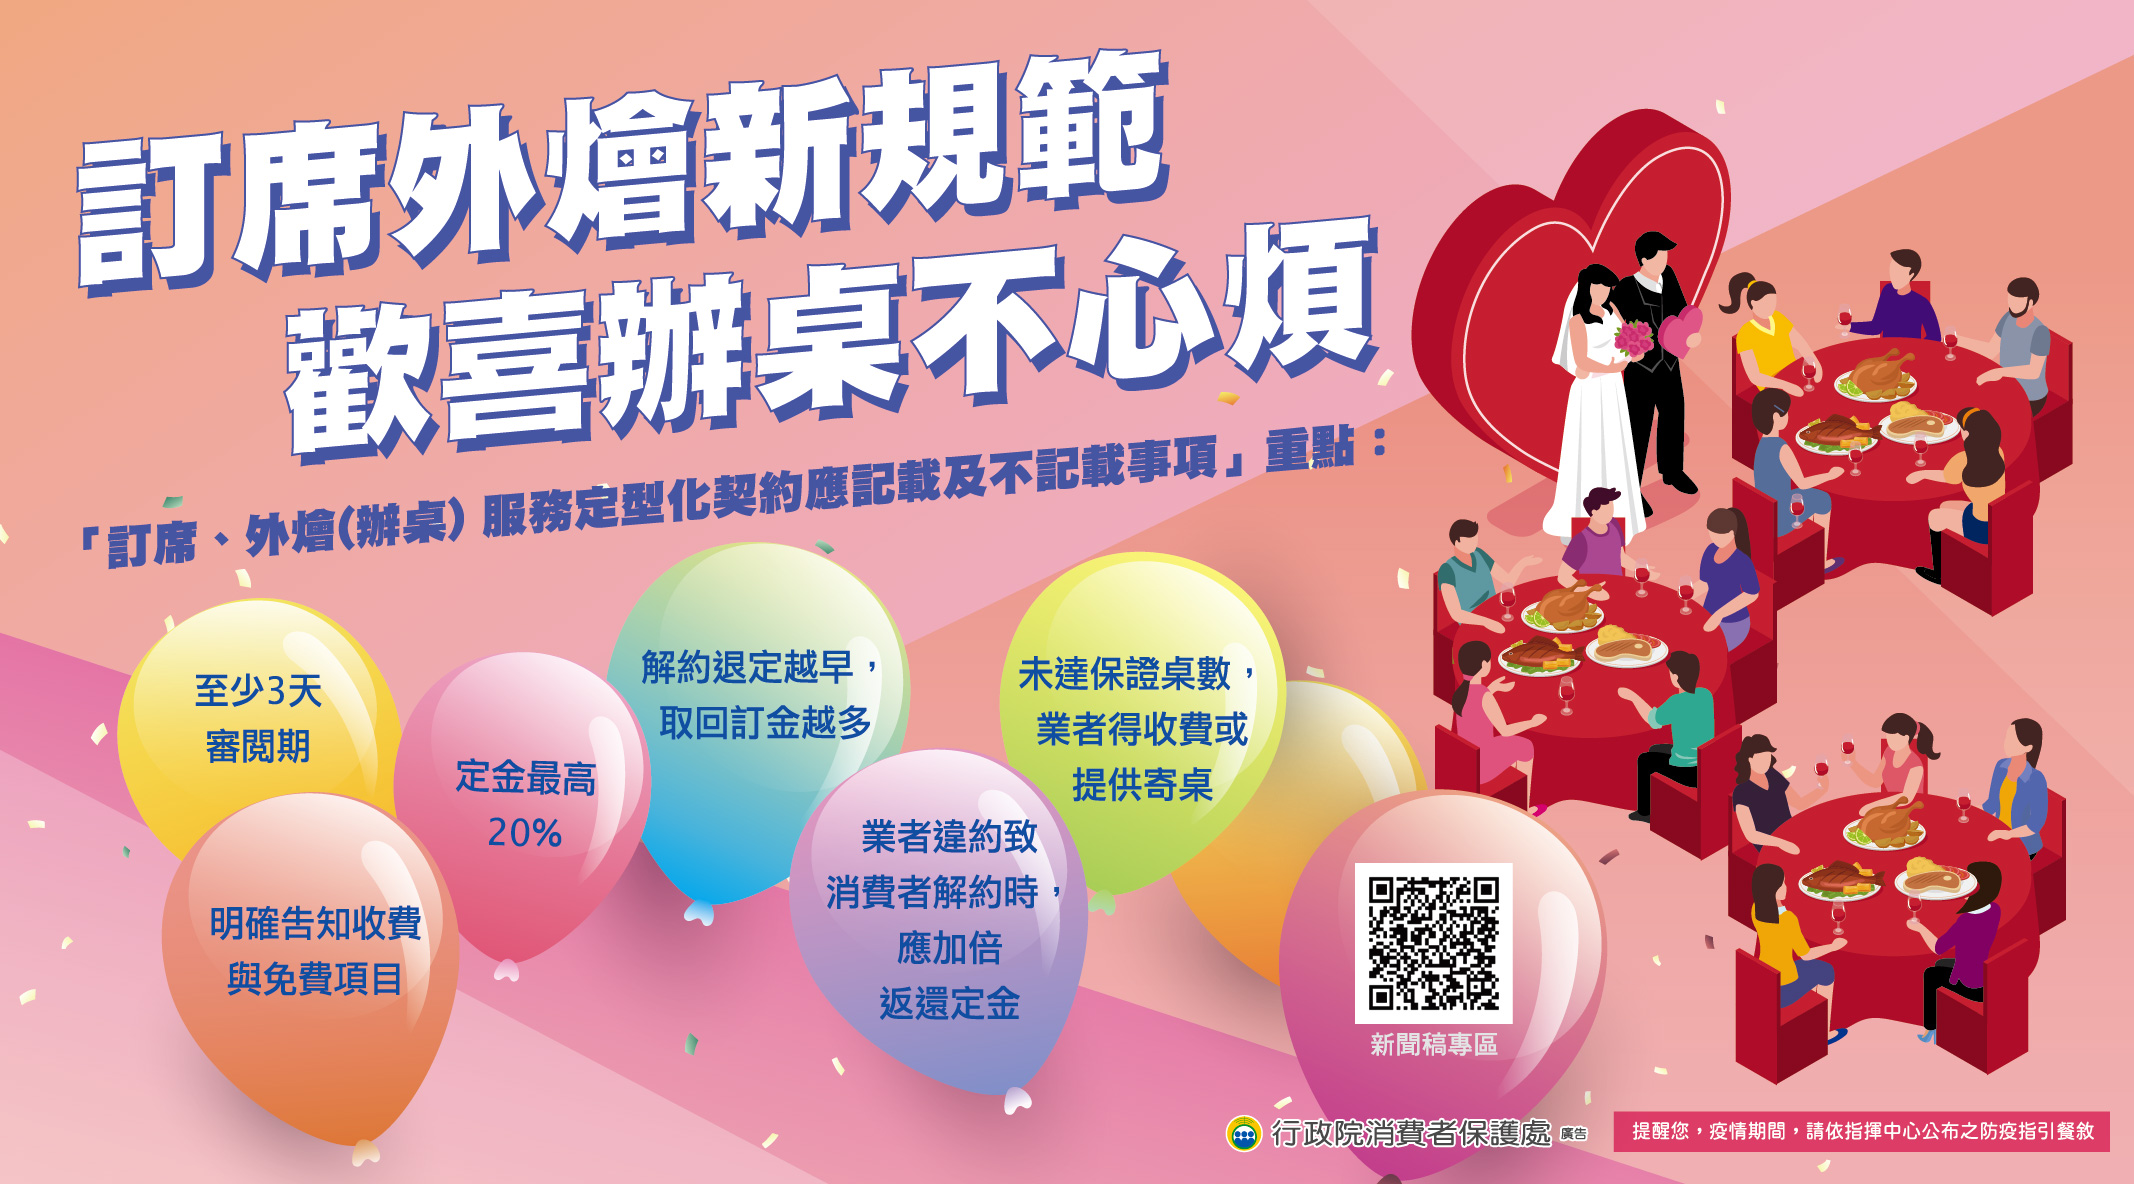 訂席外燴新規範
歡喜辦桌不心煩
「訂席、外燴(辦桌) 服務定型化契約應記載及不記載事項」重點：
至少3天
審閱期
明確告知收費
與免費項目
定金最高
20%
解約退定越早，
取回訂金越多
業者違約致
消費者解約時，
應加倍
返還定金
未達保證桌數，
業者得收費或
提供寄桌
新聞稿專區
行政院消費者保護處 廣告
提醒您，疫情期間，請依指揮中心公布之防疫指引餐敘